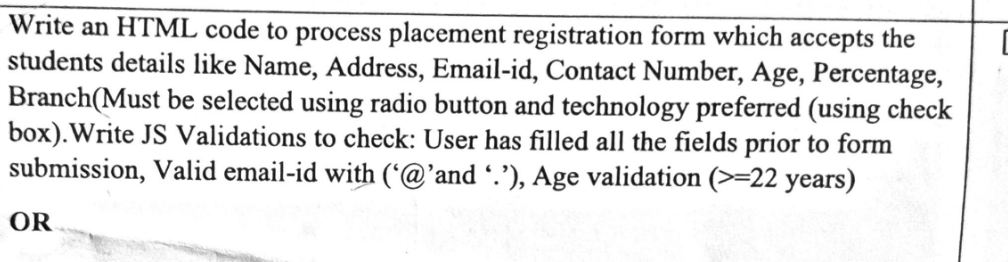 Write an HTML code to process placement registration form which accepts the
students details like Name, Address, Email-id, Contact Number, Age, Percentage,
Branch(Must be selected using radio button and technology preferred (using check
box).Write JS Validations to check: User has filled all the fields prior to form
submission, Valid email-id with (‘@’and ‘.’), Age validation (>=22 years)
OR